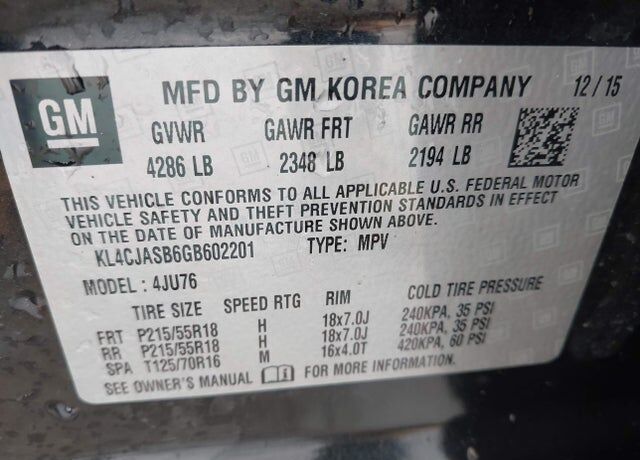 GM MFD BY GM KOREA COMPANY 12/15
GVWR GAWR FRT GAWR RR
4286 LB 2348 LB 2194 LB
THIS VEHICLE CONFORMS TO ALL APPLICABLE U.S. FEDERAL MOTOR
VEHICLE SAFETY AND THEFT PREVENTION STANDARDS IN EFFECT
ON THE DATE OF MANUFACTURE SHOWN ABOVE.
KL4CJASB6GB602201 TYPE: MPV
MODEL: 4JU76
TIRE SIZE SPEED RTG RIM COLD TIRE PRESSURE
FRT P215/55R18 H 18x7.0J 240KPA, 35 PSI
RR P215/55R18 H 18x7.0J 240KPA, 35 PSI
SPA T125/70R16 M 16x4.0T 420KPA, 60 PSI
SEE OWNER'S MANUAL FOR MORE INFORMATION.